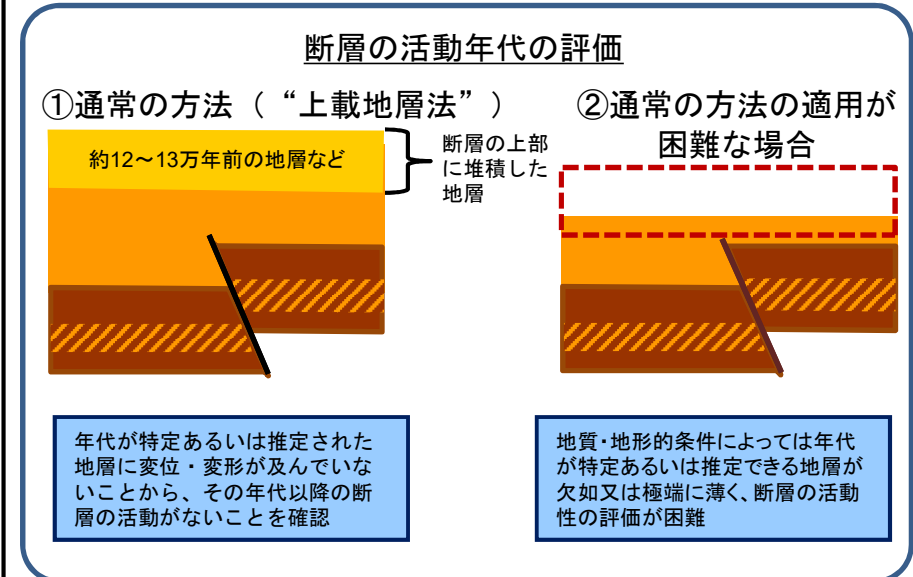 断層の活動年代の評価
①通常の方法(“上載地層法”)
約12～13万年前の地層など
断層の上部
に堆積した
地層
②通常の方法の適用が
困難な場合
年代が特定あるいは推定された
地層に変位・変形が及んでいな
いことから、その年代以降の断
層の活動がないことを確認
地質・地形的条件によっては年代
が特定あるいは推定できる地層が
欠如又は極端に薄く、断層の活動
性の評価が困難